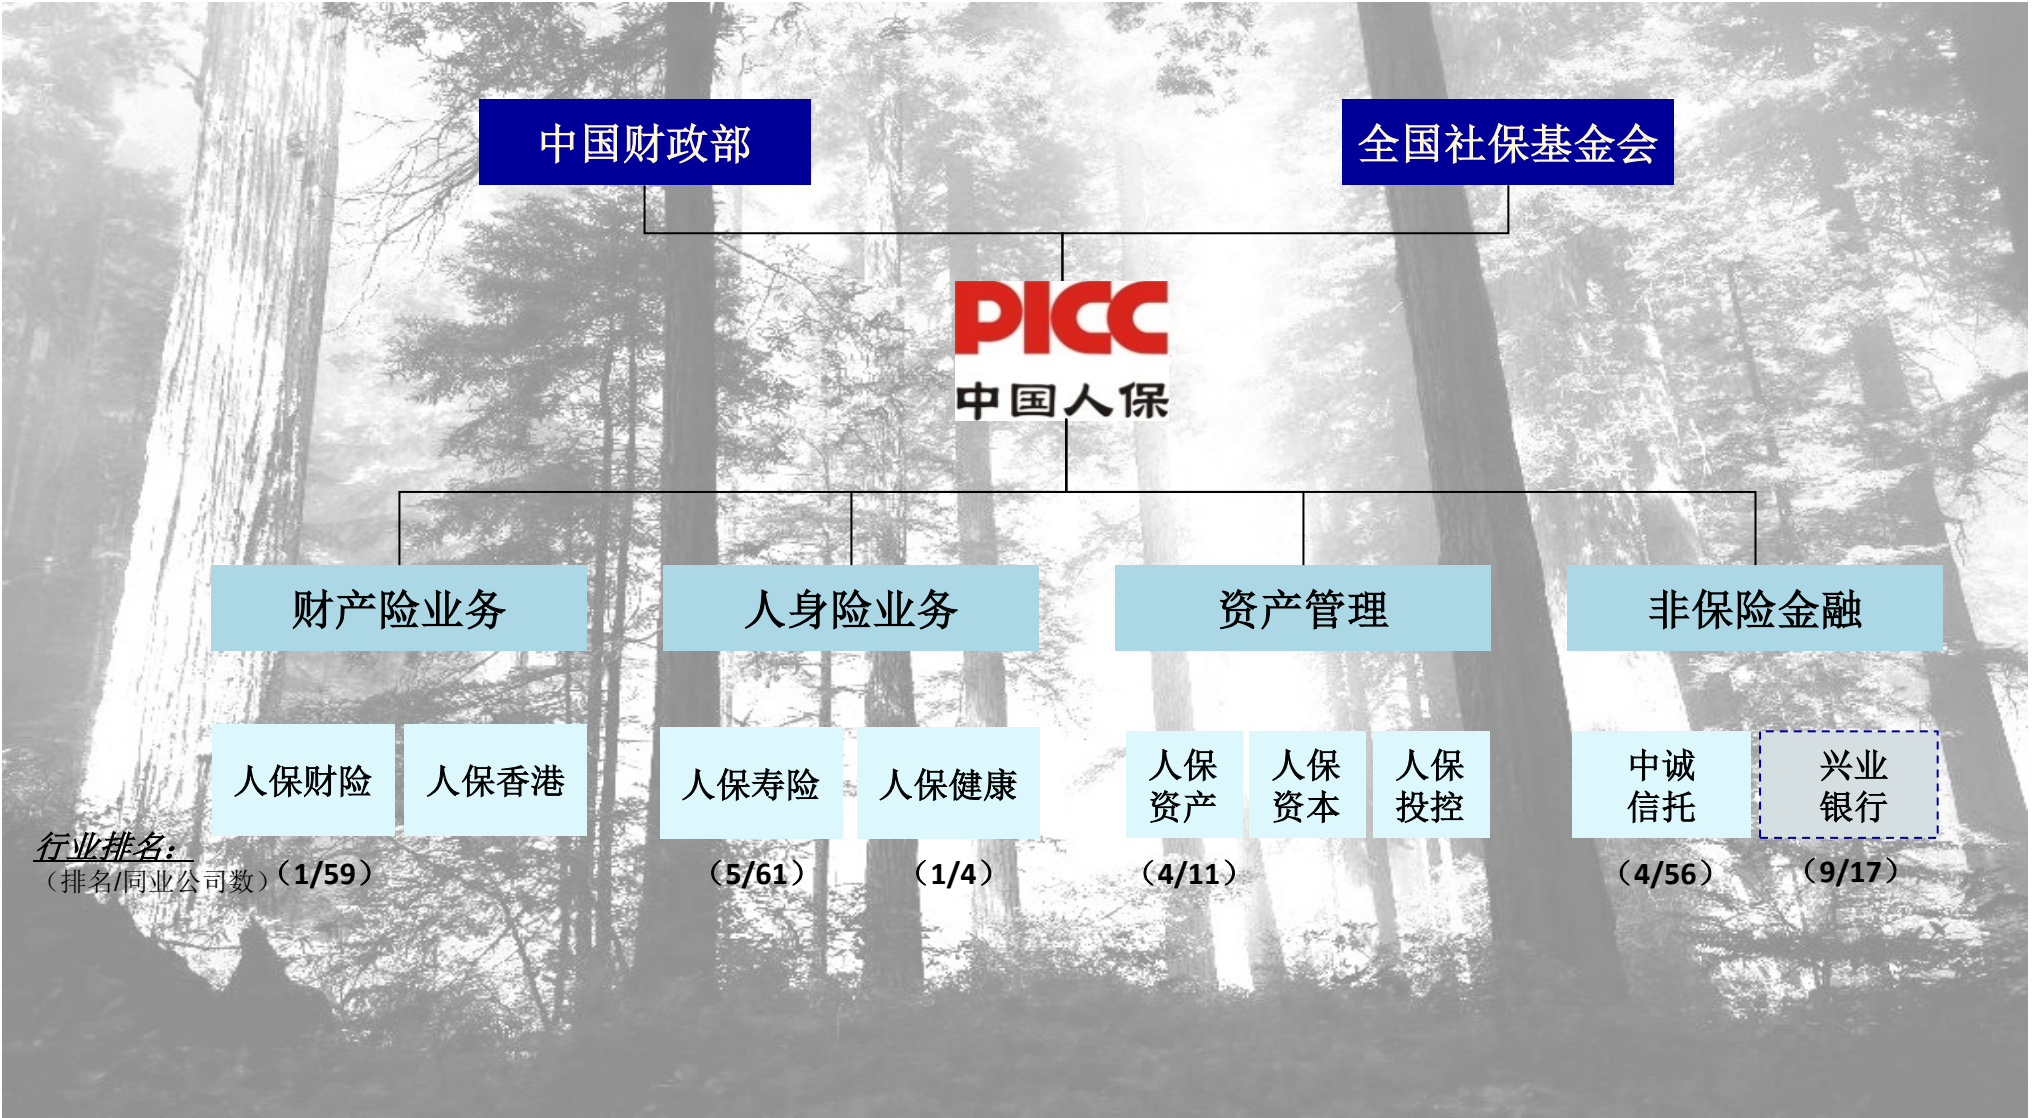 中国财政部
全国社保基金会
PICC
中国人保
财产险业务
人身险业务
资产管理
非保险金融
人保财险
人保香港
人保寿险
人保健康
人保
资产
人保
资本
人保
投控
中诚
信托
兴业
银行
行业排名：
（排名/同业公司数）
（1/59）
（5/61）
（1/4）
（4/11）
（4/56）
（9/17）